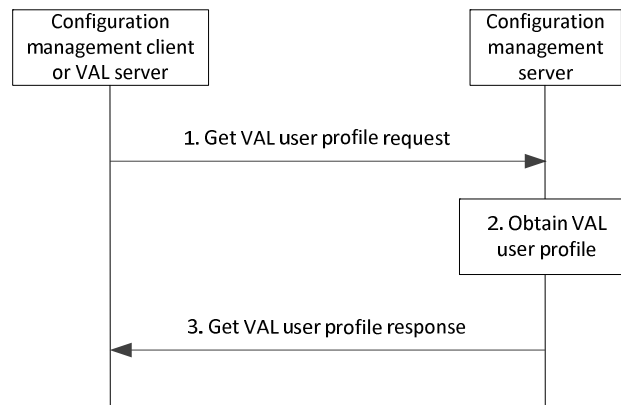 Configuration
management client
or VAL server
Configuration
management
server
1. Get VAL user profile request
2. Obtain VAL
user profile
3. Get VAL user profile response